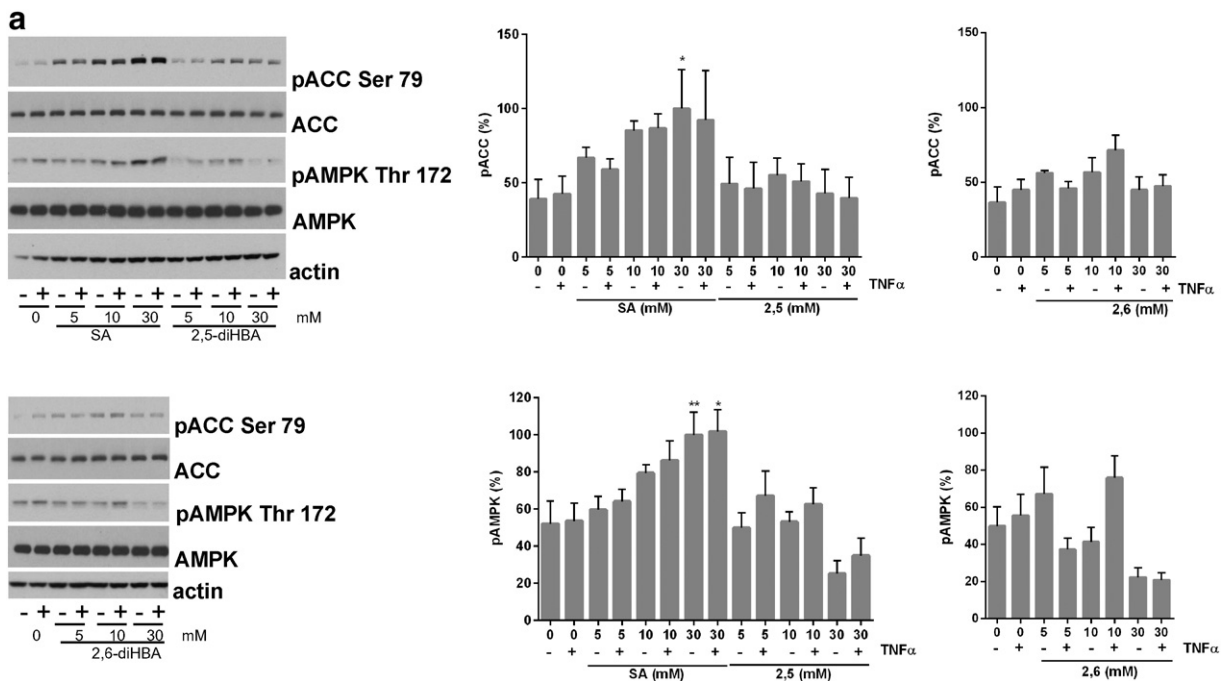 a
pACC Ser 79
ACC
pAMPK Thr 172
AMPK
actin
- + - + - + - + - + - + - +
0 5 10 30 5 10 30 mM
SA 2,5-diHBA
pACC (%)
150
100
50
0
*
0 0 5 5 10 10 30 30 5 5 10 10 30 30
- + - + - + - + - + - + - + TNFα
SA (mM) 2,5 (mM)
pACC (%)
150
100
50
0
0 0 5 5 10 10 30 30
- + - + - + - + TNFα
2,6 (mM)
pACC Ser 79
ACC
pAMPK Thr 172
AMPK
actin
- + - + - + - +
0 5 10 30 mM
2,6-diHBA
pAMPK (%)
120
100
80
60
40
20
0
** *
0 0 5 5 10 10 30 30 5 5 10 10 30 30
- + - + - + - + - + - + - + TNFα
SA (mM) 2,5 (mM)
pAMPK (%)
120
100
80
60
40
20
0
0 0 5 5 10 10 30 30
- + - + - + - + TNFα
2,6 (mM)